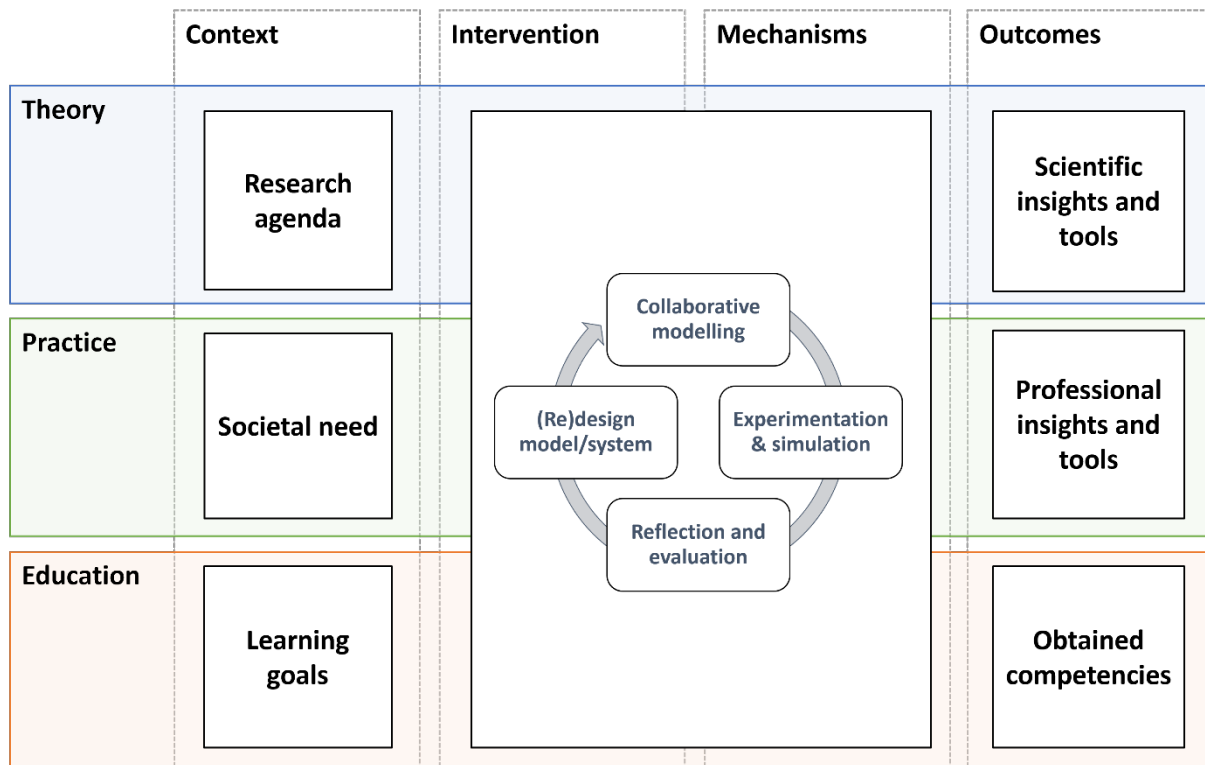 Context
Intervention
Mechanisms
Outcomes
Theory
Research
agenda
Scientific
insights and
tools
Collaborative
modelling
Practice
Societal need
(Re)design
model/system
Experimentation
& simulation
Professional
insights and
tools
Reflection and
evaluation
Education
Learning
goals
Obtained
competencies